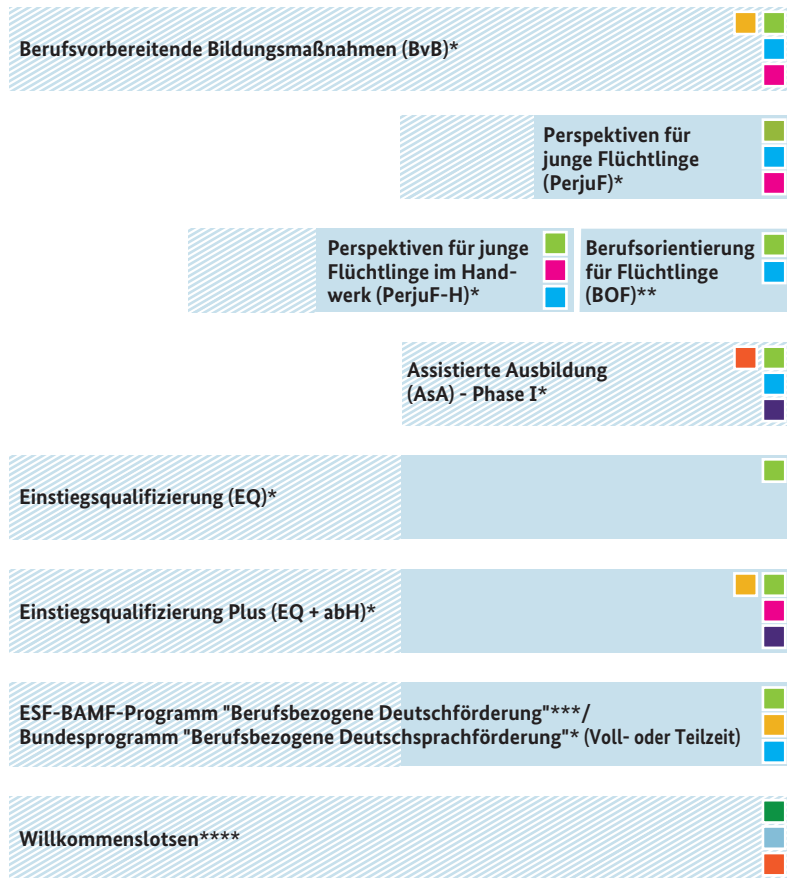 Berufsvorbereitende Bildungsmaßnahmen (BvB)*
Perspektiven für
junge Flüchtlinge
(PerjuF)*
Perspektiven für junge
Flüchtlinge im Hand-
werk (PerjuF-H)*
Berufsorientierung
für Flüchtlinge
(BOF)**
Assistierte Ausbildung
(AsA) - Phase I*
Einstiegsqualifizierung (EQ)*
Einstiegsqualifizierung Plus (EQ + abH)*
ESF-BAMF-Programm "Berufsbezogene Deutschförderung"***/
Bundesprogramm "Berufsbezogene Deutschsprachförderung"* (Voll- oder Teilzeit)
Willkommenslotsen****